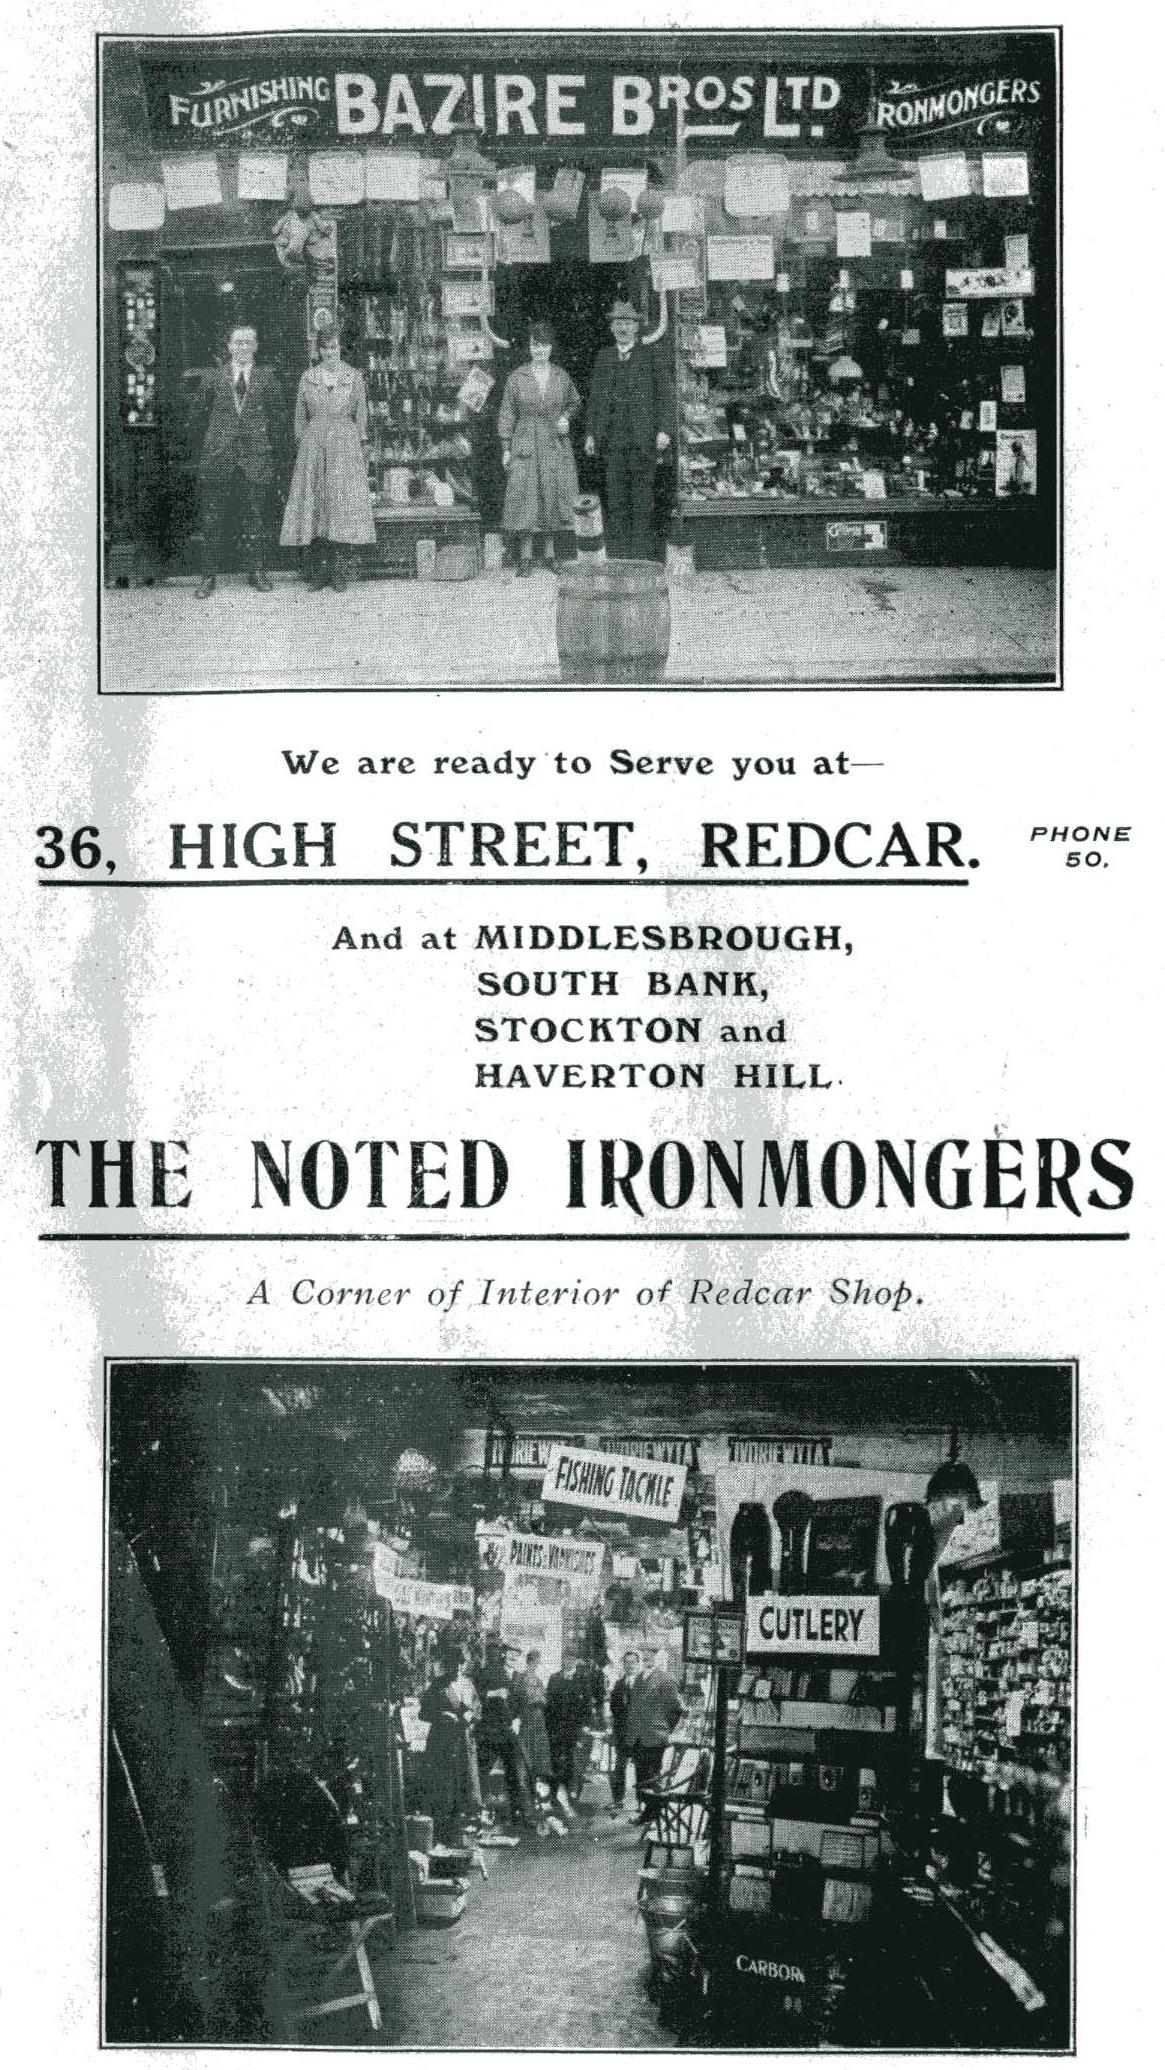 FURNISHING BAZIRE BROS LTD. IRONMONGERS
We are ready to Serve you at—
36, HIGH STREET, REDCAR. PHONE 50.
And at MIDDLESBROUGH,
SOUTH BANK,
STOCKTON and
HAVERTON HILL.
THE NOTED IRONMONGERS
A Corner of Interior of Redcar Shop.
FISHING TACKLE
PAINTS & VARNISHES
CUTLERY